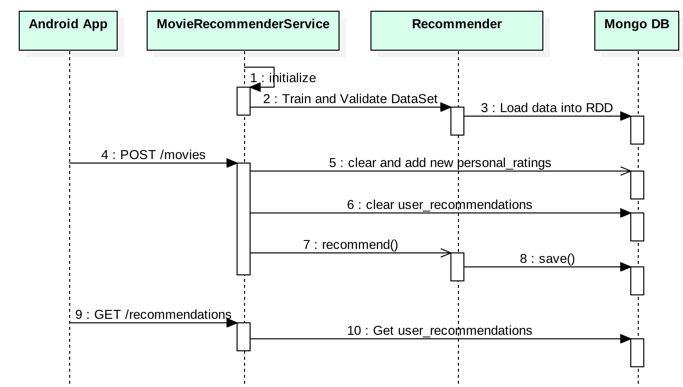 Android App
MovieRecommenderService
Recommender
Mongo DB
1 : initialize
2 : Train and Validate DataSet
3 : Load data into RDD
4 : POST /movies
5 : clear and add new personal_ratings
6 : clear user_recommendations
7 : recommend()
8 : save()
9 : GET /recommendations
10 : Get user_recommendations